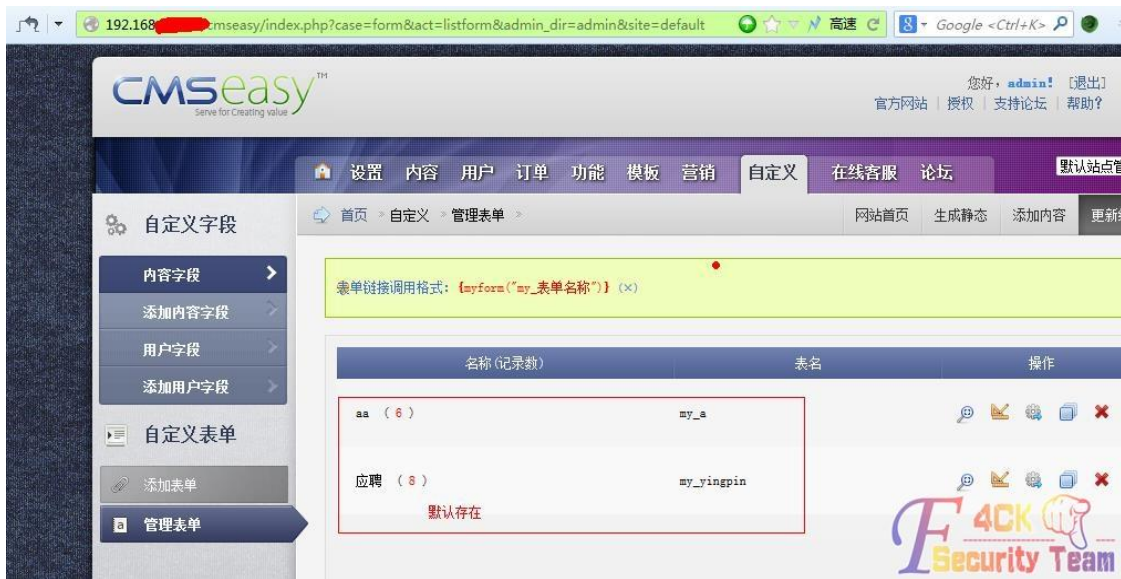 192.168 cmseasy/index.php?case=form&act=listform&admin_dir=admin&site=default 高速 Google <Ctrl+K>
CMSeasy™
Serve for Creating value
您好，admin! [退出]
官方网站 | 授权 | 支持论坛 | 帮助?
设置 内容 用户 订单 功能 模板 营销 自定义 在线客服 论坛 默认站点管
自定义字段
首页 » 自定义 » 管理表单 »
网站首页 生成静态 添加内容 更新
内容字段
添加内容字段
用户字段
添加用户字段
自定义表单
添加表单
管理表单
表单链接调用格式: {myform("my_表单名称")} (×)
名称(记录数) 表名 操作
aa （6） my_a
应聘 （8） my_yingpin
默认存在
F4CK
Security Team